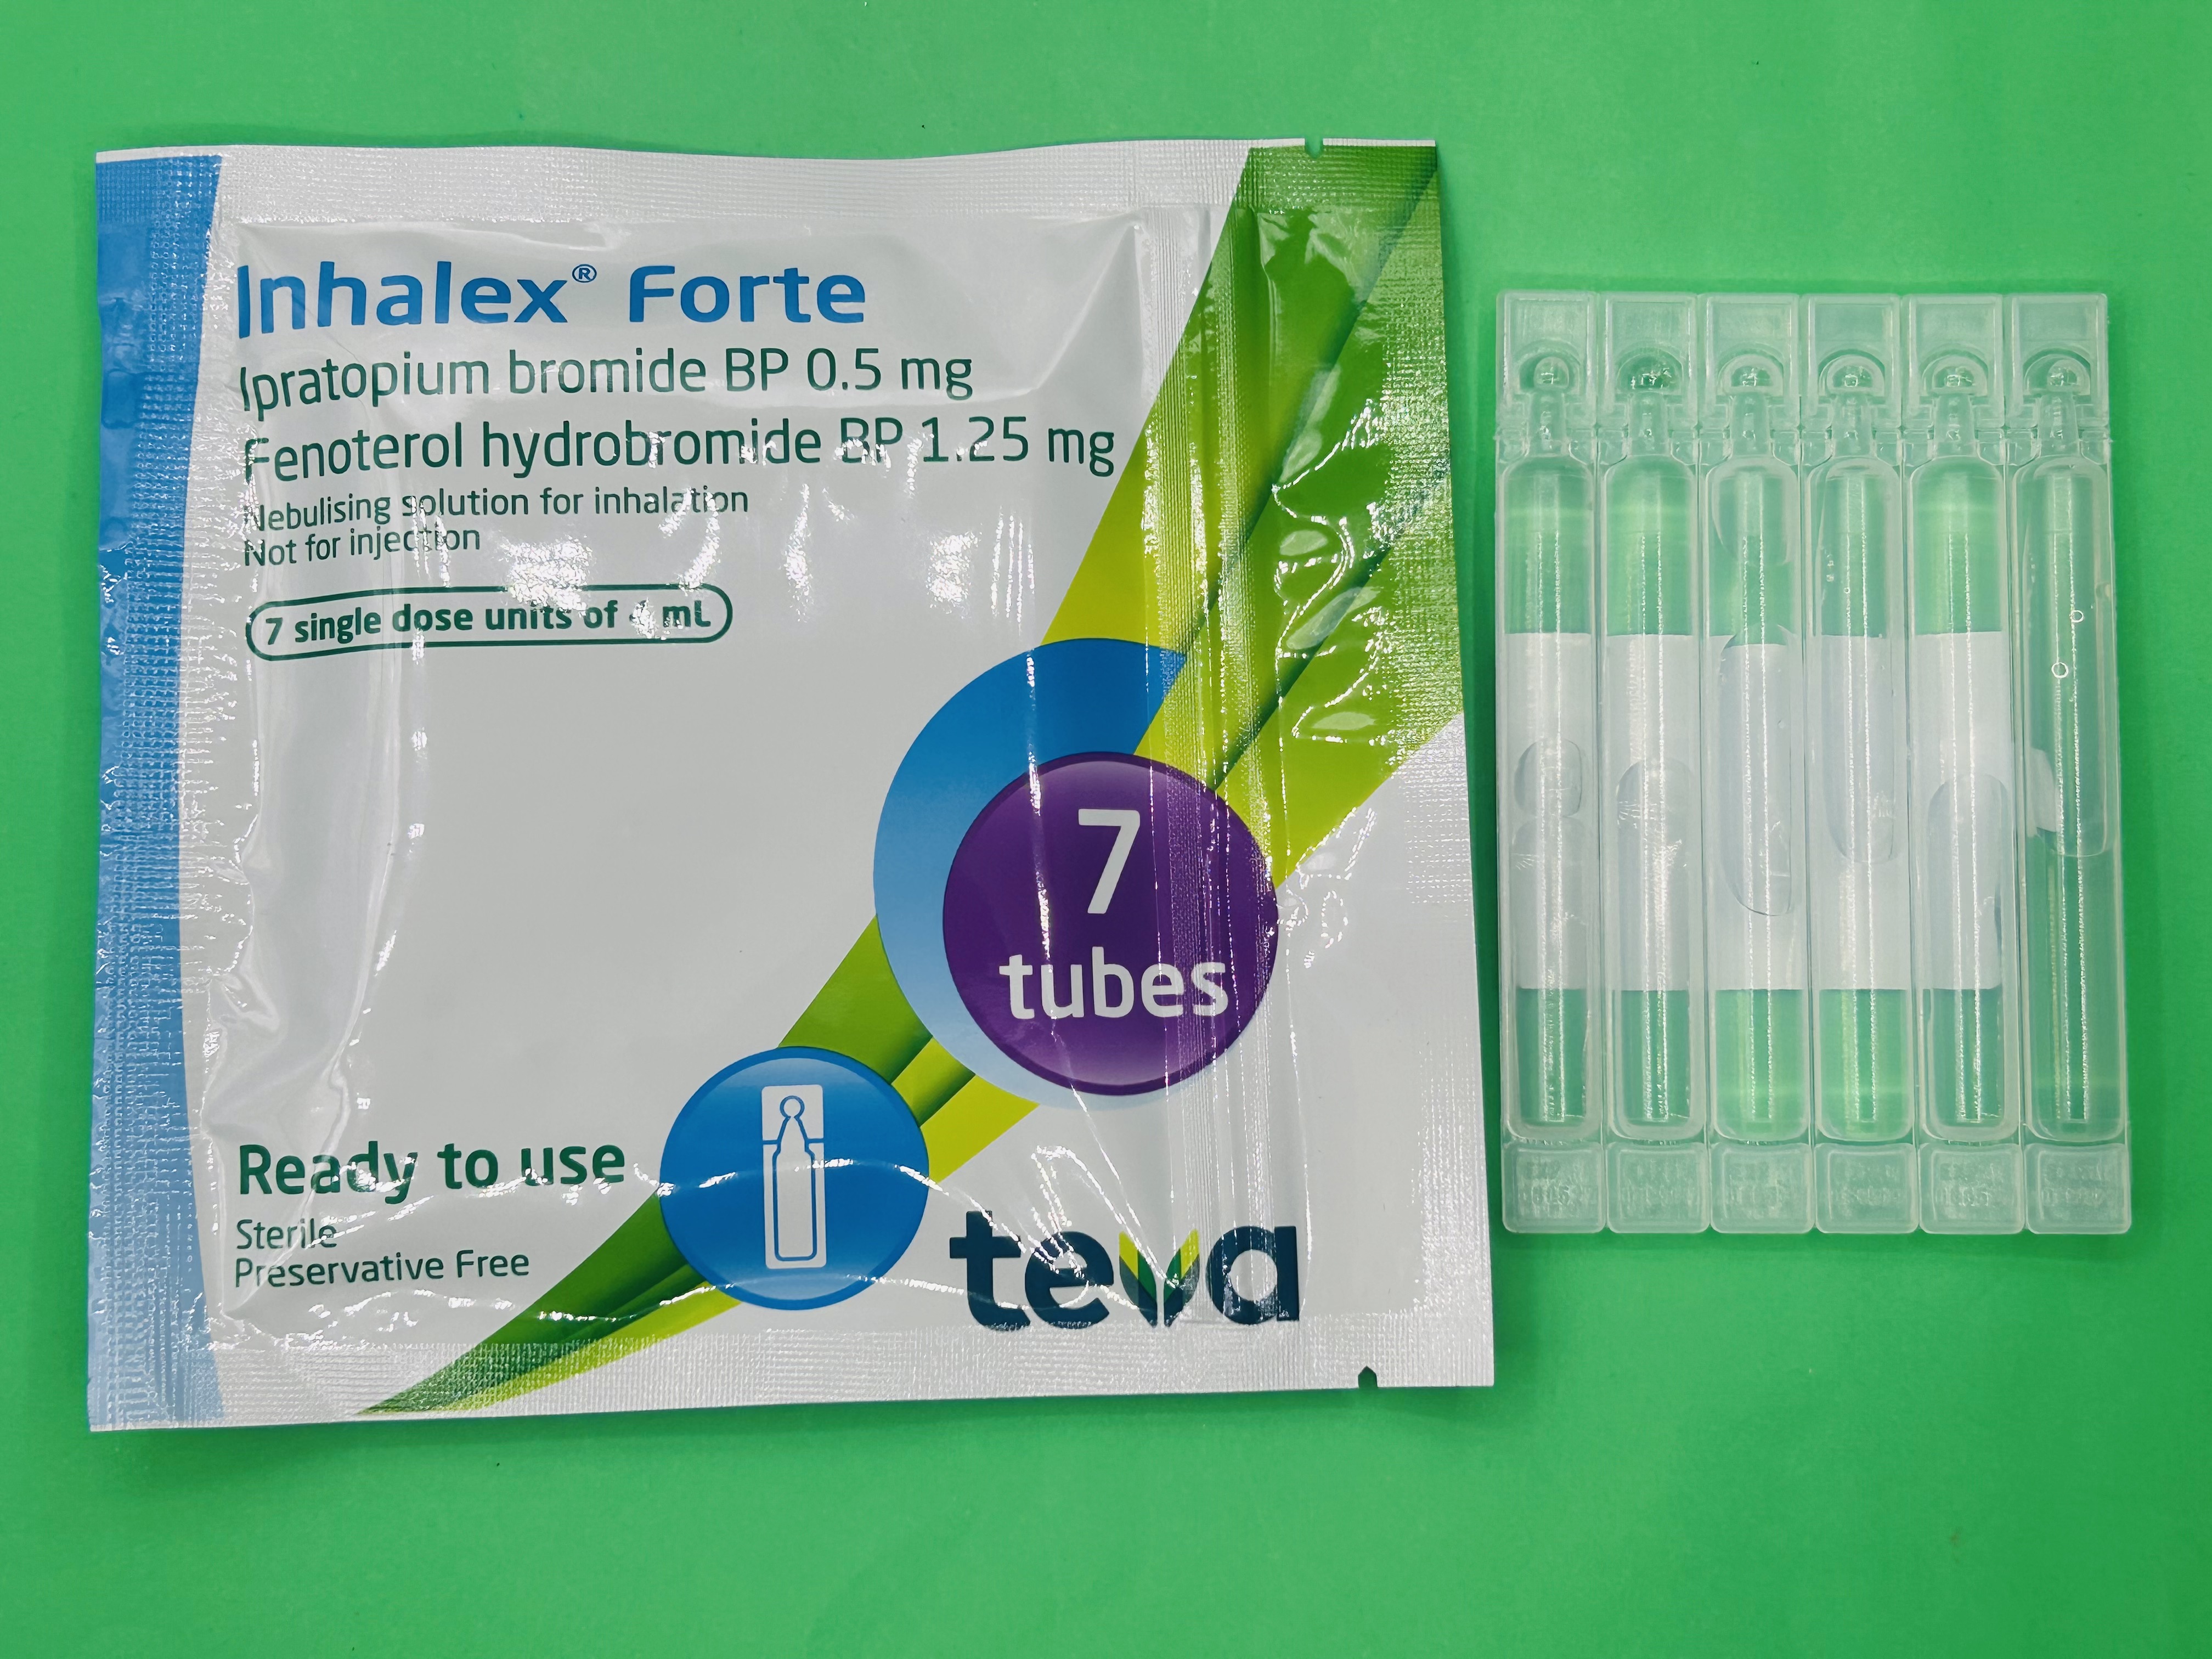 Inhalex® Forte
Ipratopium bromide BP 0.5 mg
Fenoterol hydrobromide BP 1.25 mg
Nebulising solution for inhalation
Not for injection
7 single dose units of 4 mL
7
tubes
Ready to use
Sterile
Preservative Free
teva